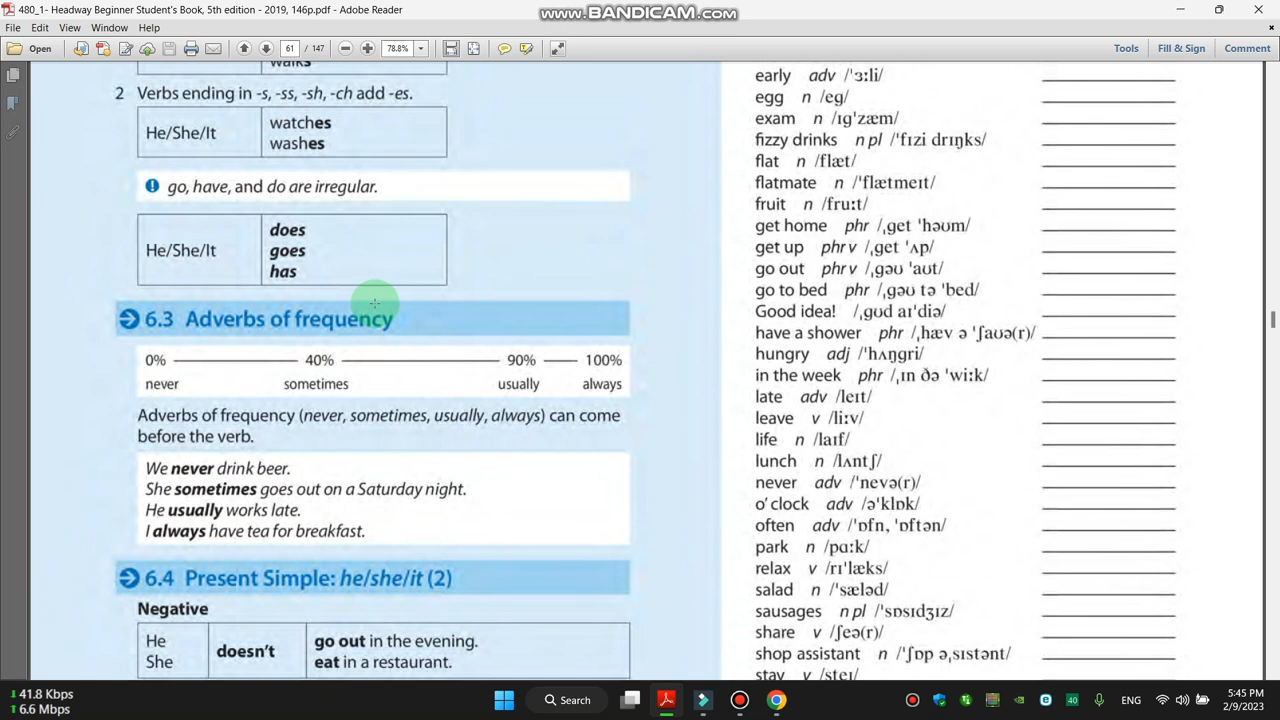 480_1- Headway Beginner Student's Book, 5th edition - 2019, 146p.pdf - Adobe Reader
www.BANDICAM.com
File Edit View Window Help
Open 61 / 147 78.8% Tools Fill & Sign Comment
walks
2 Verbs ending in -s, -ss, -sh, -ch add -es.
He/She/It
watches
washes
go, have, and do are irregular.
He/She/It
does
goes
has
6.3 Adverbs of frequency
0% 40% 90% 100%
never sometimes usually always
Adverbs of frequency (never, sometimes, usually, always) can come
before the verb.
We never drink beer.
She sometimes goes out on a Saturday night.
He usually works late.
I always have tea for breakfast.
6.4 Present Simple: he/she/it (2)
Negative
He
She
doesn't
go out in the evening.
eat in a restaurant.
early adv /ˈɜːli/
egg n /eg/
exam n /ɪgˈzæm/
fizzy drinks n pl /ˈfɪzi drɪŋks/
flat n /flæt/
flatmate n /ˈflætmeɪt/
fruit n /fruːt/
get home phr /ˌget ˈhəʊm/
get up phr v /ˌget ˈʌp/
go out phr v /ˌgəʊ ˈaʊt/
go to bed phr /ˌgəʊ tə ˈbed/
Good idea! /ˌgʊd aɪˈdiə/
have a shower phr /ˌhæv ə ˈʃaʊə(r)/
hungry adj /ˈhʌŋgri/
in the week phr /ˌɪn ðə ˈwiːk/
late adv /leɪt/
leave v /liːv/
life n /laɪf/
lunch n /lʌntʃ/
never adv /ˈnevə(r)/
o'clock adv /əˈklɒk/
often adv /ˈɒfn, ˈɒftən/
park n /pɑːk/
relax v /rɪˈlæks/
salad n /ˈsæləd/
sausages n pl /ˈsɒsɪdʒɪz/
share v /ʃeə(r)/
shop assistant n /ˈʃɒp əˌsɪstənt/
stay v /steɪ/
41.8 Kbps
6.6 Mbps
Search
40
ENG
5:45 PM
2/9/2023